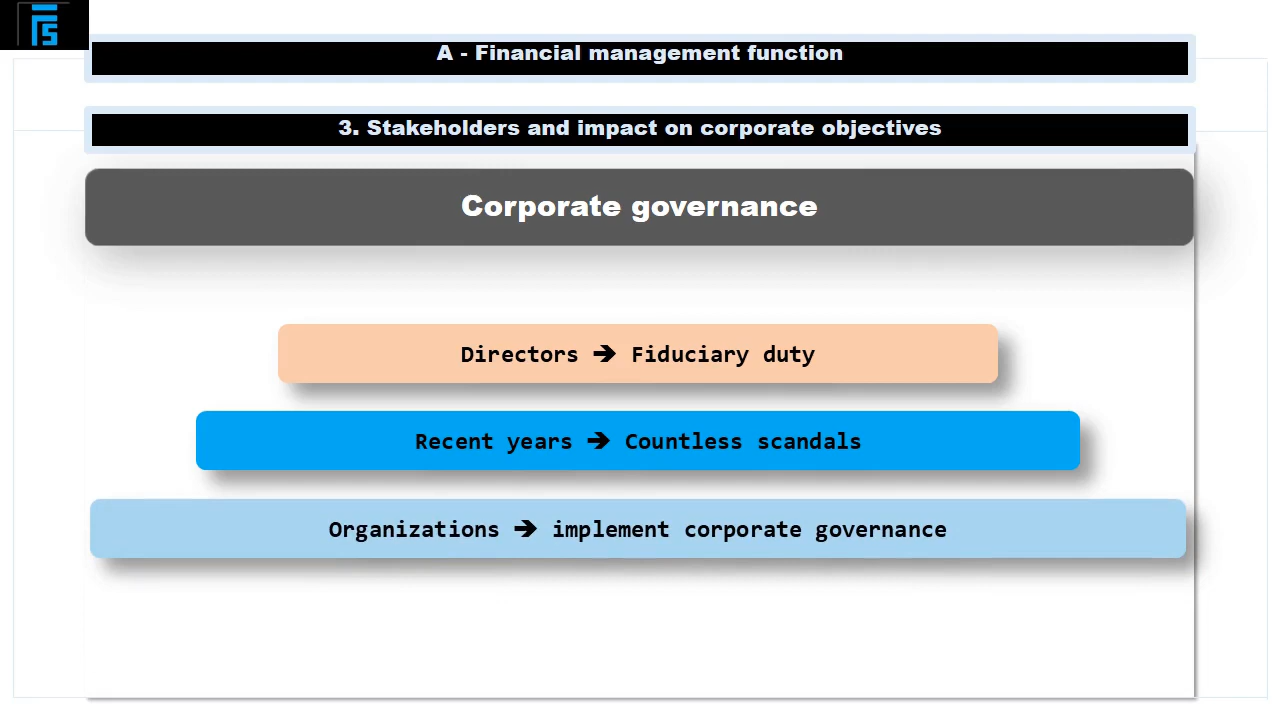 A - Financial management function
3. Stakeholders and impact on corporate objectives
Corporate governance
Directors ➔ Fiduciary duty
Recent years ➔ Countless scandals
Organizations ➔ implement corporate governance